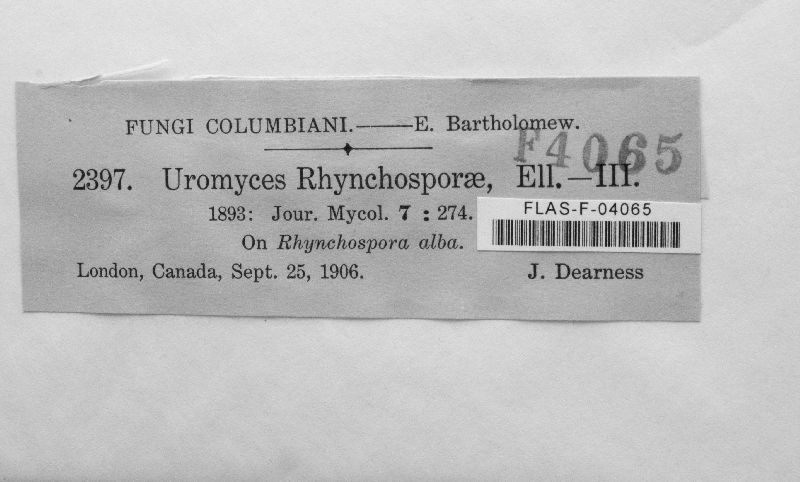 FUNGI COLUMBIANI.——E. Bartholomew.
F4065
2397. Uromyces Rhynchosporæ, Ell.—III.
1893: Jour. Mycol. 7 : 274.
FLAS-F-04065
On Rhynchospora alba.
London, Canada, Sept. 25, 1906. J. Dearness